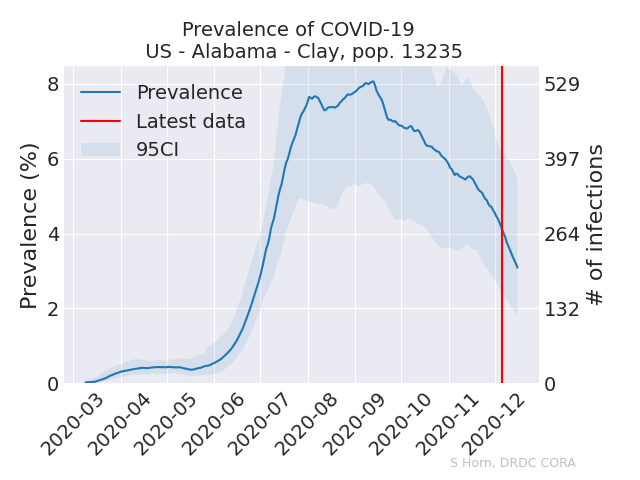 Prevalence of COVID-19
US - Alabama - Clay, pop. 13235
Prevalence (%)
8
6
4
2
0
Prevalence
Latest data
95CI
529
397
264
132
0
# of infections
2020-03
2020-04
2020-05
2020-06
2020-07
2020-08
2020-09
2020-10
2020-11
2020-12
S Horn, DRDC CORA